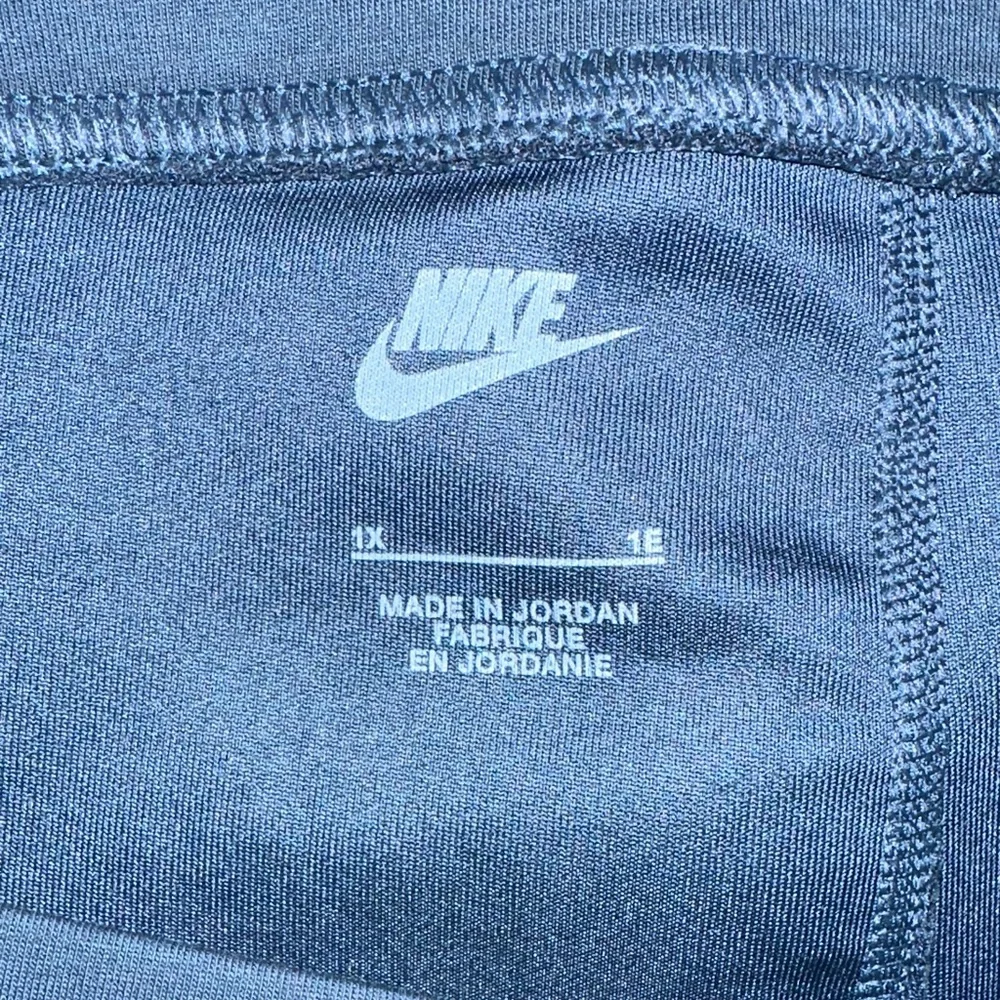 NIKE
1X 1E
MADE IN JORDAN
FABRIQUE
EN JORDANIE